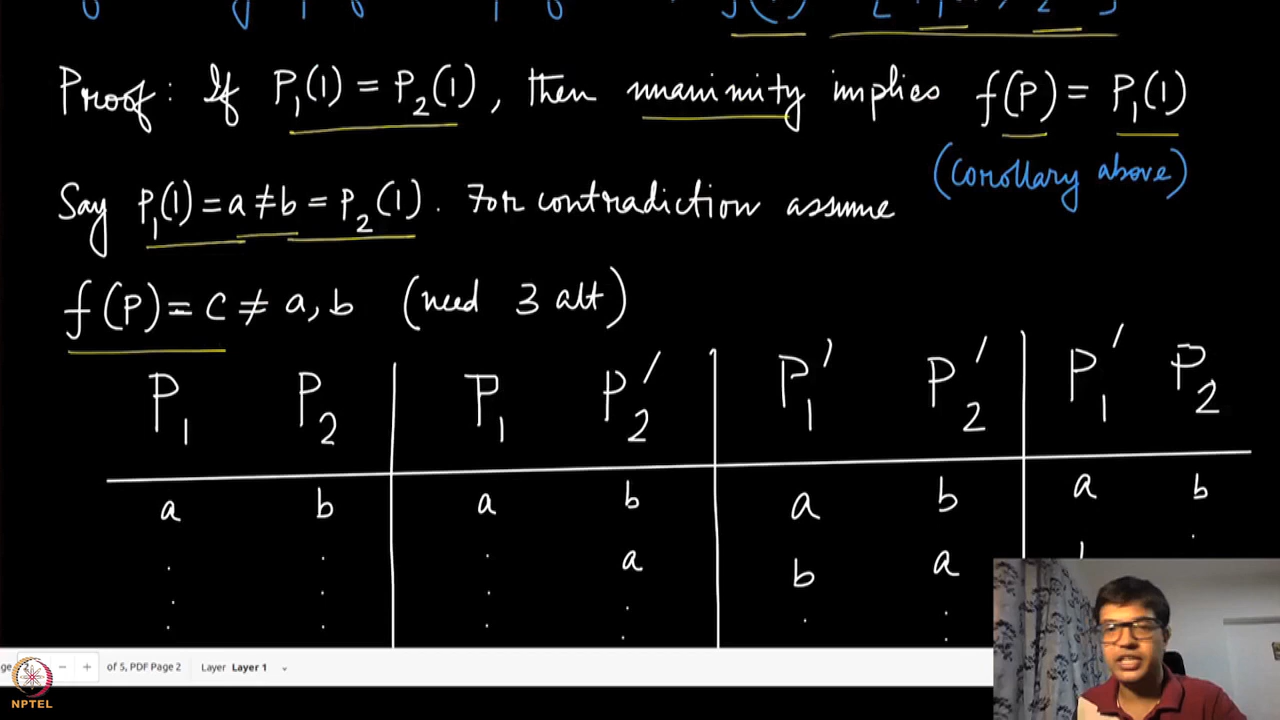 Proof: If P₁(1) = P₂(1), then unanimity implies f(P) = P₁(1)
(Corollary above)
Say P₁(1) = a ≠ b = P₂(1). For contradiction assume
f(P) = c ≠ a, b (need 3 alt)
P₁ P₂ P₁ P₂′ P₁′ P₂′ P₁′ P₂
a b a b a b a b
. . . a b a .
. . . . . .
. . . .
of 5, PDF Page 2 Layer Layer 1
NPTEL